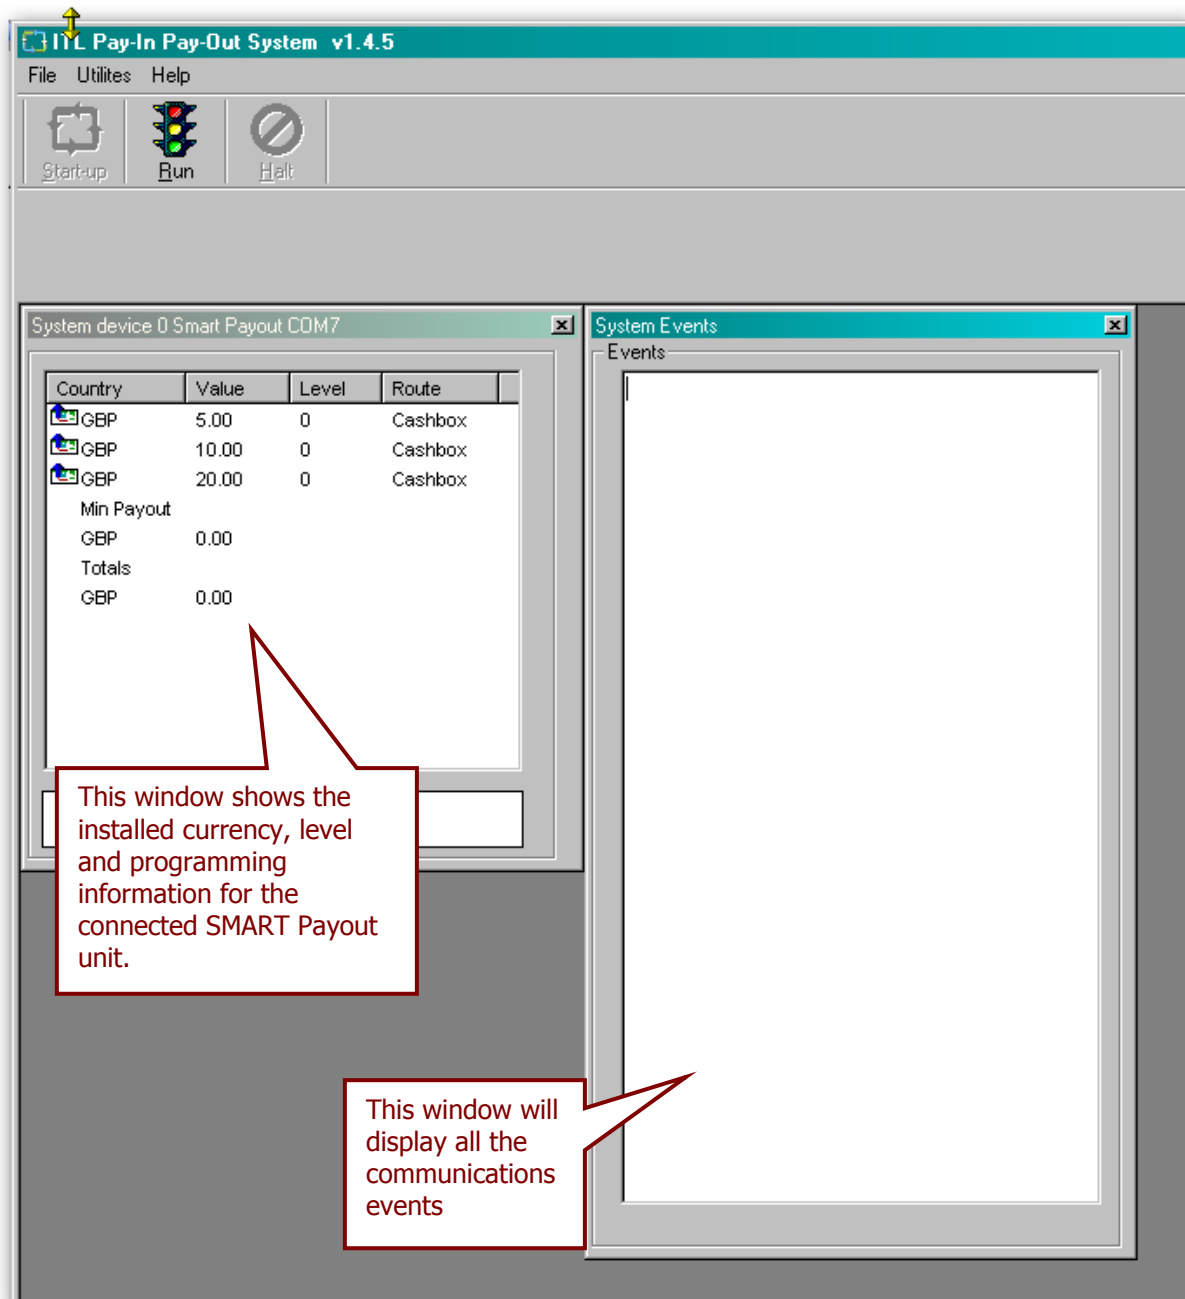 ITL Pay-In Pay-Out System v1.4.5
File Utilites Help
Start-up Run Halt
System device 0 Smart Payout COM7
Country Value Level Route
GBP 5.00 0 Cashbox
GBP 10.00 0 Cashbox
GBP 20.00 0 Cashbox
Min Payout
GBP 0.00
Totals
GBP 0.00
This window shows the
installed currency, level
and programming
information for the
connected SMART Payout
unit.
System Events
Events
This window will
display all the
communications
events